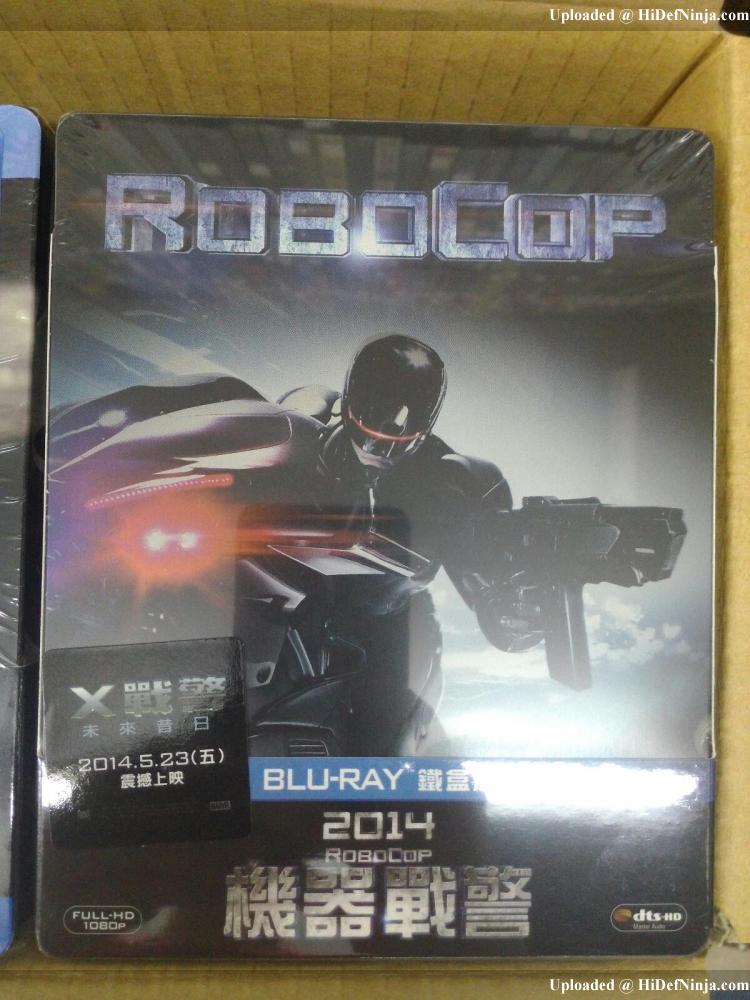 Uploaded @ HiDefNinja.com
ROBOCOP
X戰警
未來昔日
2014.5.23(五)
震撼上映
MARVEL
BLU-RAY™ 鐵盒
2014
ROBOCOP
機器戰警
FULL-HD
1080P
dts-HD
Master Audio
Uploaded @ HiDefNinja.com